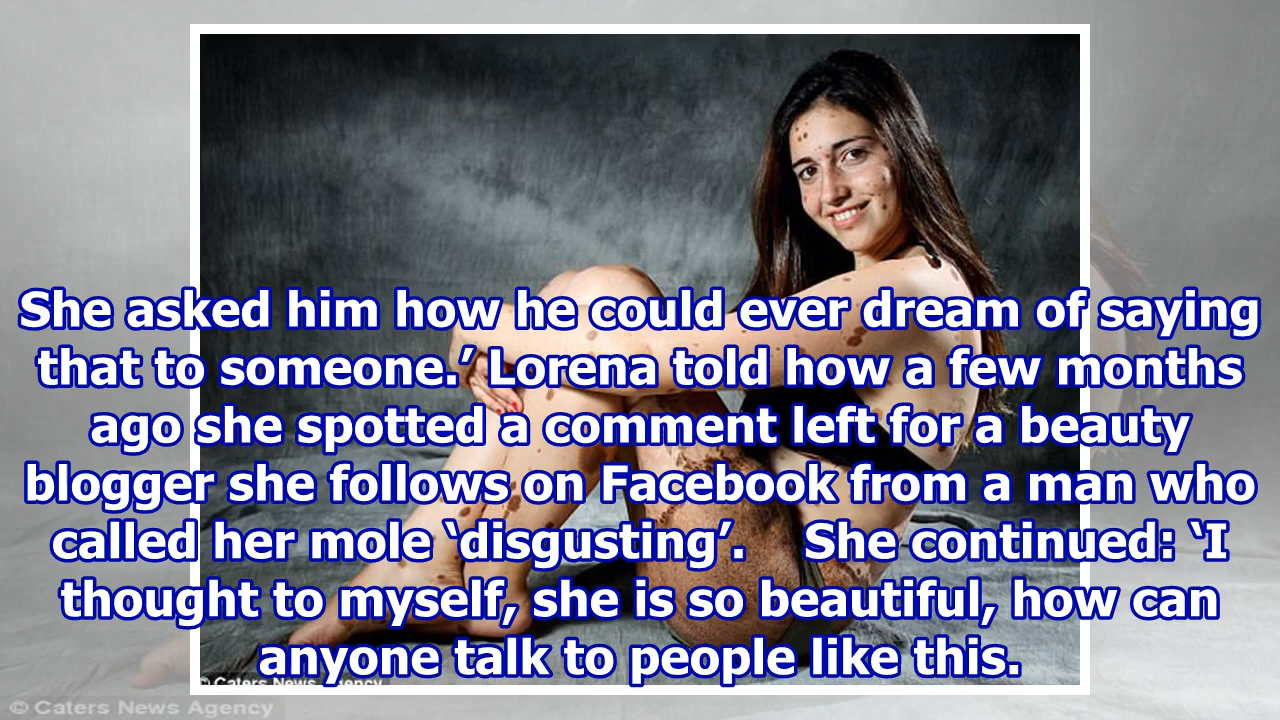 She asked him how he could ever dream of saying
that to someone.’ Lorena told how a few months
ago she spotted a comment left for a beauty
blogger she follows on Facebook from a man who
called her mole ‘disgusting’. She continued: ‘I
thought to myself, she is so beautiful, how can
anyone talk to people like this.
© Caters News Agency
© Caters News Agency